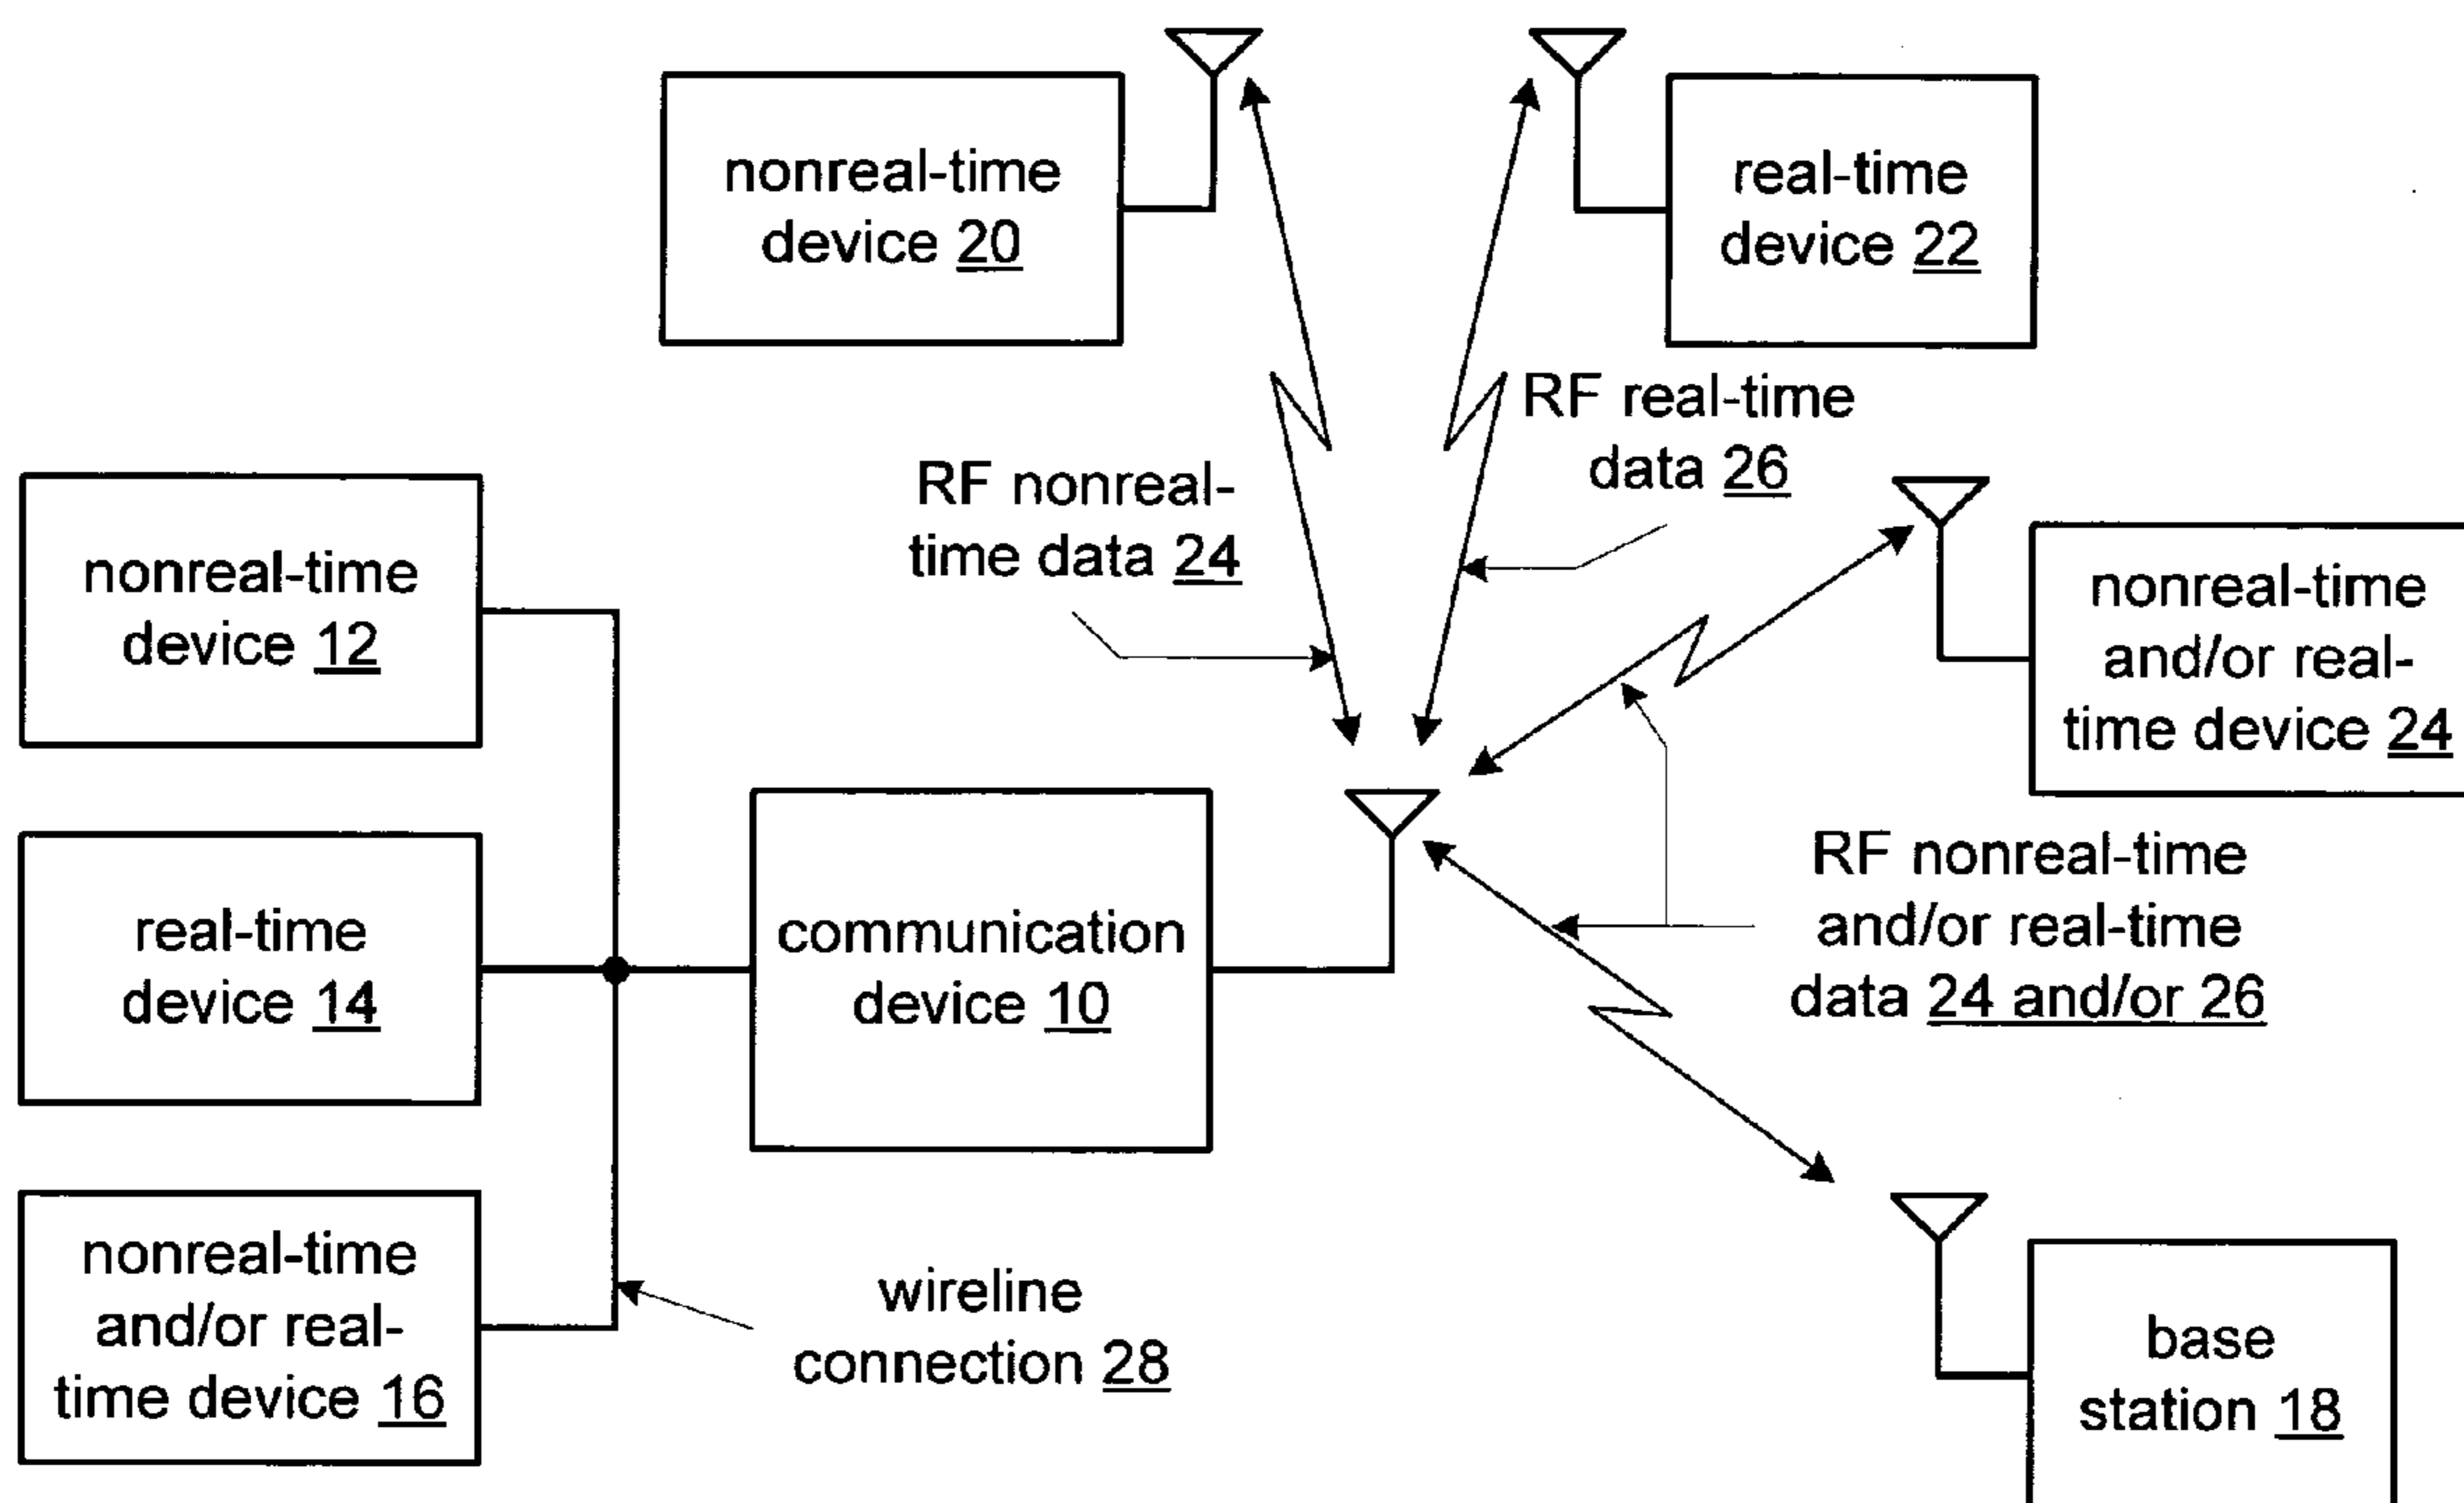 nonreal-time
device 20
real-time
device 22
RF real-time
data 26
RF nonreal-
time data 24
nonreal-time
device 12
nonreal-time
and/or real-
time device 24
real-time
device 14
communication
device 10
RF nonreal-time
and/or real-time
data 24 and/or 26
nonreal-time
and/or real-
time device 16
wireline
connection 28
base
station 18